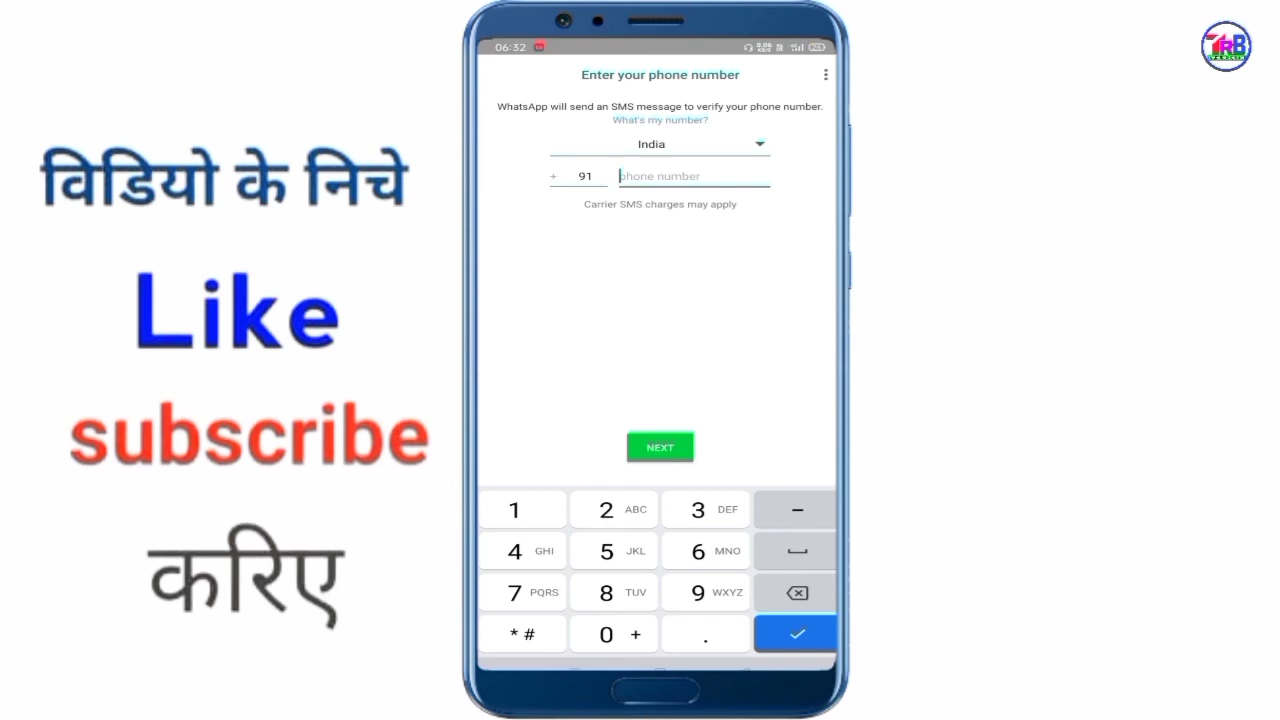 विडियो के निचे
Like
subscribe
करिए
06:32
Enter your phone number
WhatsApp will send an SMS message to verify your phone number.
What's my number?
India
+ 91 phone number
Carrier SMS charges may apply
NEXT
1 2 ABC 3 DEF -
4 GHI 5 JKL 6 MNO
7 PQRS 8 TUV 9 WXYZ
* # 0 + .
TRB